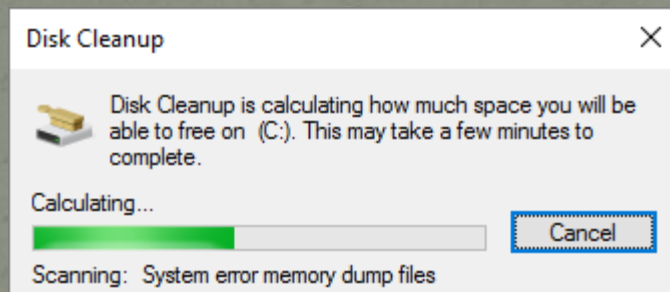 Disk Cleanup
Disk Cleanup is calculating how much space you will be
able to free on  (C:). This may take a few minutes to
complete.
Calculating...
Cancel
Scanning:   System error memory dump files